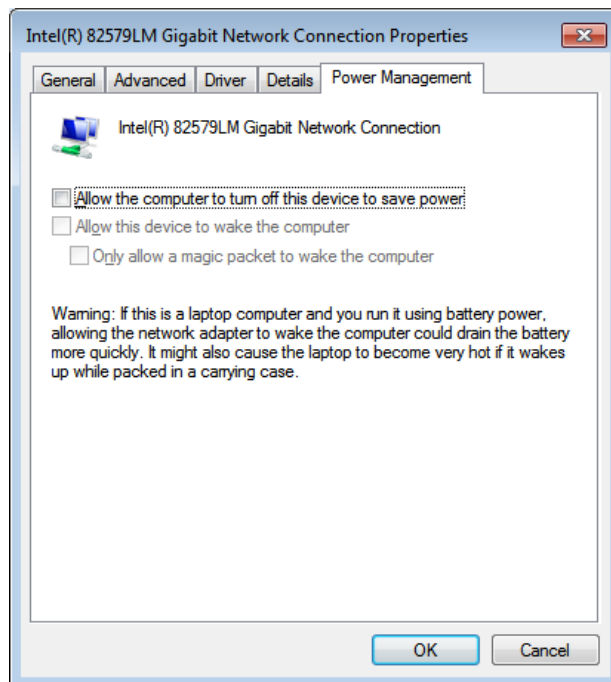 Intel(R) 82579LM Gigabit Network Connection Properties
General Advanced Driver Details Power Management
Intel(R) 82579LM Gigabit Network Connection
Allow the computer to turn off this device to save power
Allow this device to wake the computer
Only allow a magic packet to wake the computer
Warning: If this is a laptop computer and you run it using battery power,
allowing the network adapter to wake the computer could drain the battery
more quickly. It might also cause the laptop to become very hot if it wakes
up while packed in a carrying case.
OK Cancel